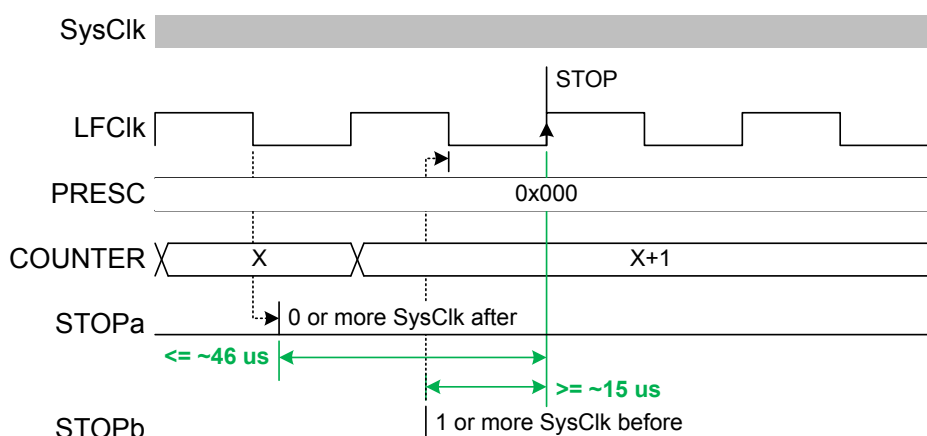 SysClk
STOP
LFClk
PRESC
0x000
COUNTER
X
X+1
STOPa
0 or more SysClk after
<= ~46 us
>= ~15 us
STOPb
1 or more SysClk before